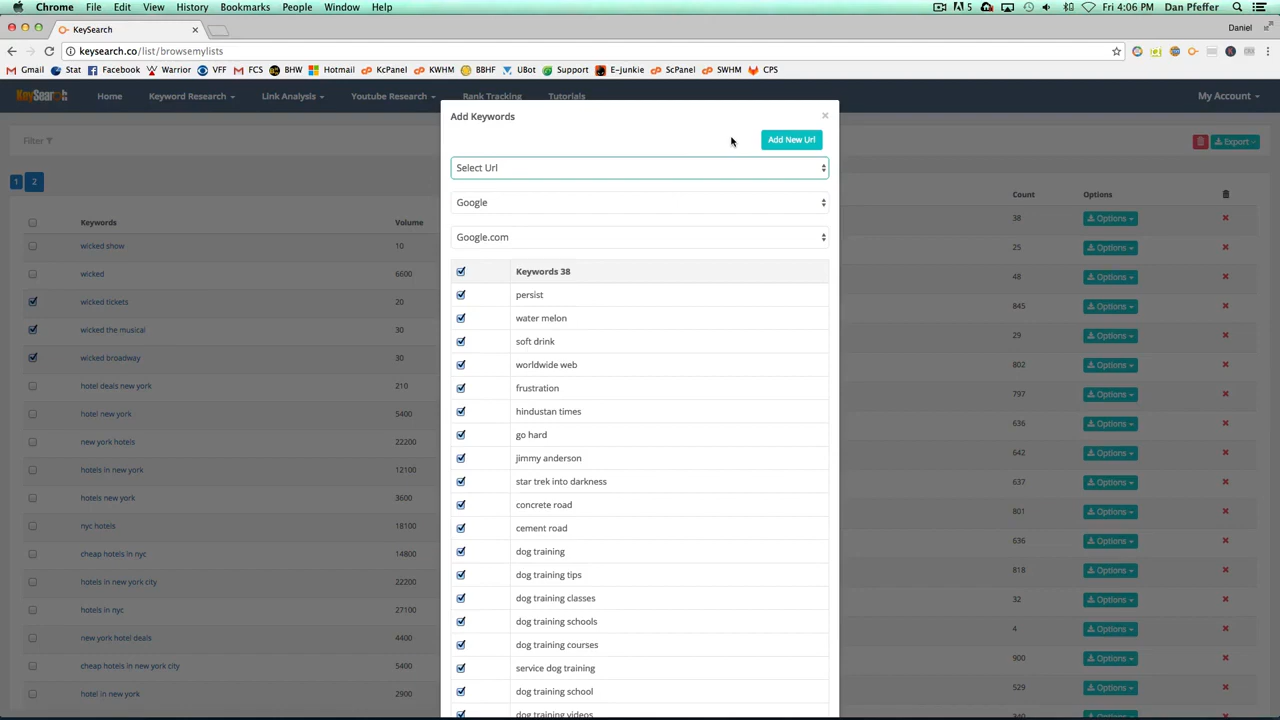 Chrome File Edit View History Bookmarks People Window Help 5 Fri 4:06 PM Dan Pfeffer
KeySearch Daniel
keysearch.co/list/browsemylists
Gmail Stat Facebook Warrior VFF FCS BHW Hotmail KcPanel KWHM BBHF UBot Support E-junkie ScPanel SWHM CPS
KeySearch Home Keyword Research Link Analysis Youtube Research Rank Tracking Tutorials My Account
Add Keywords ×
Filter Add New Url Export
Select Url
1 2
Google
Keywords Volume Count Options
Google.com
wicked show 10 38 Options
wicked 6600 25 Options
Keywords 38
48 Options
persist
wicked tickets 20 845 Options
water melon
wicked the musical 30 29 Options
soft drink
wicked broadway 30 802 Options
worldwide web
hotel deals new york 210 797 Options
frustration
hotel new york 5400 636 Options
hindustan times
go hard
new york hotels 22200 642 Options
jimmy anderson
hotels in new york 12100 637 Options
star trek into darkness
hotels new york 3600 801 Options
concrete road
nyc hotels 18100 636 Options
cement road
cheap hotels in nyc 14800 818 Options
dog training
dog training tips
hotels in new york city 22200 32 Options
dog training classes
hotels in nyc 27100 4 Options
dog training schools
new york hotel deals 4400 900 Options
dog training courses
cheap hotels in new york city 5400 529 Options
service dog training
hotel in new york 2900
dog training school
dog training videos
340 Options